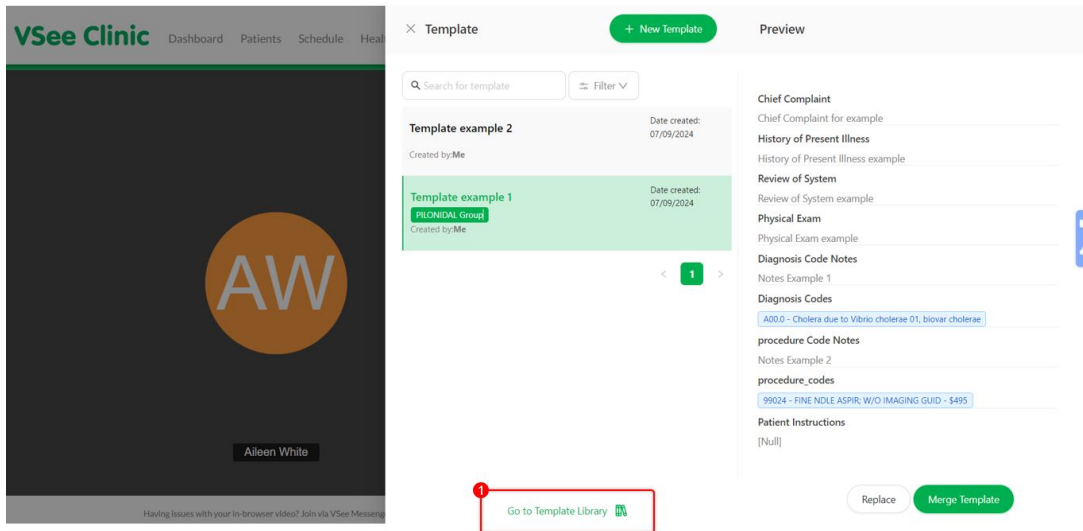 VSee Clinic
Dashboard Patients Schedule Heal
AW
Aileen White
Having issues with your in-browser video? Join via VSee Messeng
Template
+ New Template
Search for template
Filter
Template example 2
Date created:
07/09/2024
Created by:Me
Template example 1
Date created:
07/09/2024
PILONIDAL Group
Created by:Me
< 1 >
1
Go to Template Library
Preview
Chief Complaint
Chief Complaint for example
History of Present Illness
History of Present Illness example
Review of System
Review of System example
Physical Exam
Physical Exam example
Diagnosis Code Notes
Notes Example 1
Diagnosis Codes
A00.0 - Cholera due to Vibrio cholerae 01, biovar cholerae
procedure Code Notes
Notes Example 2
procedure_codes
99024 - FINE NDLE ASPIR; W/O IMAGING GUID - $495
Patient Instructions
[Null]
Replace
Merge Template